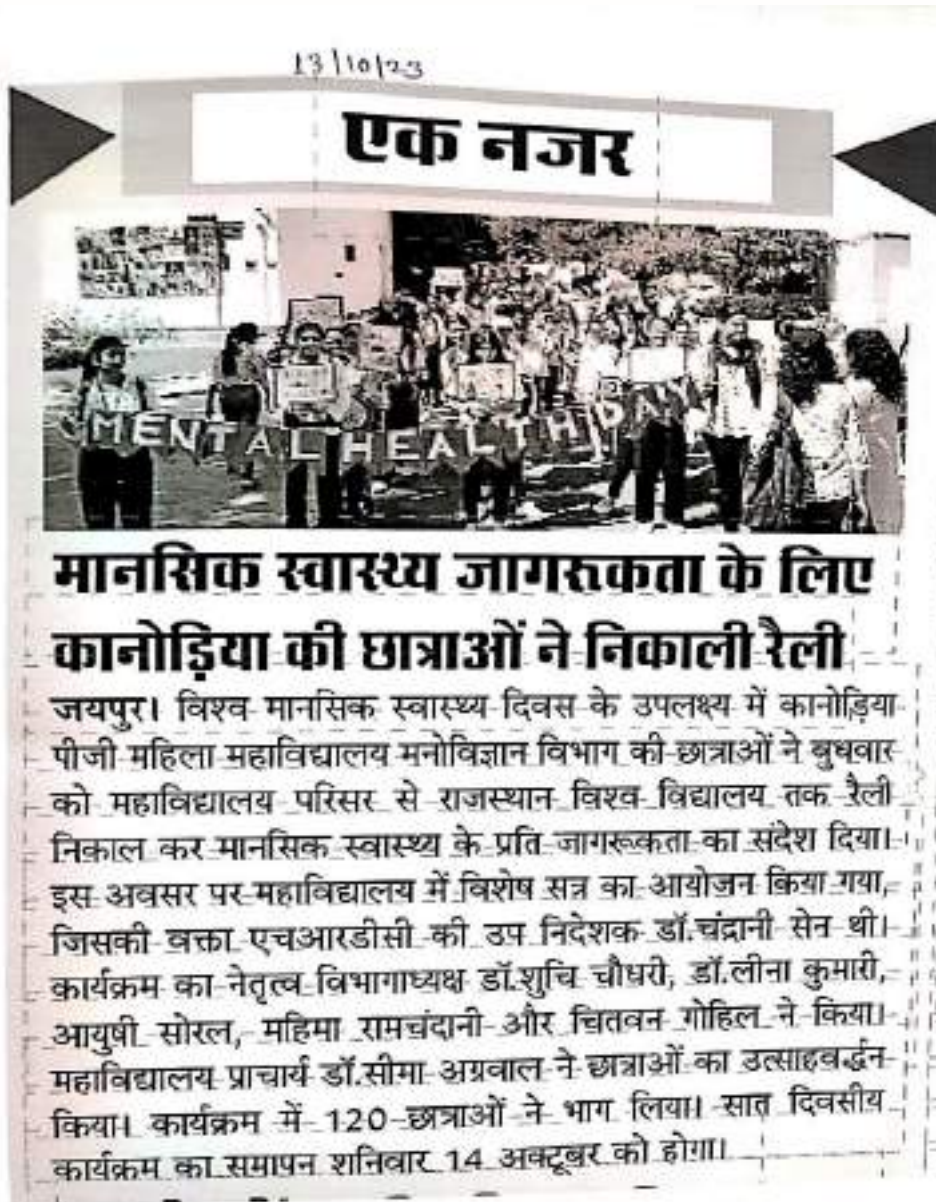 13/10/23
एक नजर
MENTAL HEALTH DAY
मानसिक स्वास्थ्य जागरूकता के लिए
कानोड़िया की छात्राओं ने निकाली रैली
जयपुर। विश्व मानसिक स्वास्थ्य दिवस के उपलक्ष्य में कानोड़िया
पीजी महिला महाविद्यालय मनोविज्ञान विभाग की छात्राओं ने बुधवार
को महाविद्यालय परिसर से राजस्थान विश्व विद्यालय तक रैली
निकाल कर मानसिक स्वास्थ्य के प्रति जागरूकता का संदेश दिया।
इस अवसर पर महाविद्यालय में विशेष सत्र का आयोजन किया गया,
जिसकी वक्ता एचआरडीसी की उप निदेशक डॉ.चंद्रानी सेन थी।
कार्यक्रम का नेतृत्व विभागाध्यक्ष डॉ.शुचि चौधरी, डॉ.लीना कुमारी,
आयुषी सोरल, महिमा रामचंदानी और चितवन गोहिल ने किया।
महाविद्यालय प्राचार्य डॉ.सीमा अग्रवाल ने छात्राओं का उत्साहवर्द्धन
किया। कार्यक्रम में 120 छात्राओं ने भाग लिया। सात दिवसीय
कार्यक्रम का समापन शनिवार 14 अक्टूबर को होगा।